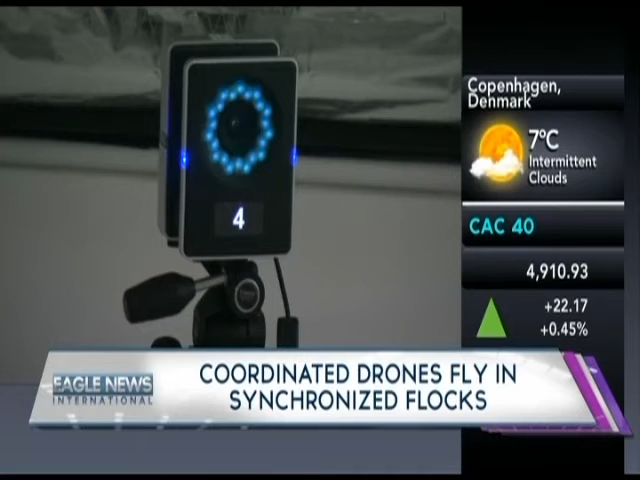 Copenhagen,
Denmark
7°C
Intermittent
Clouds
CAC 40
4,910.93
+22.17
+0.45%
4
EAGLE NEWS
INTERNATIONAL
COORDINATED DRONES FLY IN
SYNCHRONIZED FLOCKS